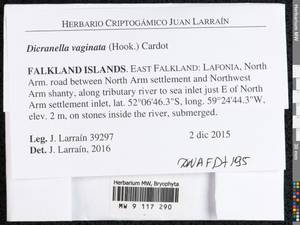 HERBARIO CRIPTOGÁMICO JUAN LARRAÍN
Dicranella vaginata (Hook.) Cardot
FALKLAND ISLANDS. EAST FALKLAND: LAFONIA, North
Arm. road between North Arm settlement and Northwest
Arm shanty, along tributary river to sea inlet just E of North
Arm settlement inlet, lat. 52°06'46.3"S, long. 59°24'44.3"W,
elev. 2 m, on stones inside the river, submerged.
Leg. J. Larraín 39297 2 dic 2015
Det. J. Larraín, 2016
DNAFD4195
Herbarium MW, Bryophyta
MW 9 117 290